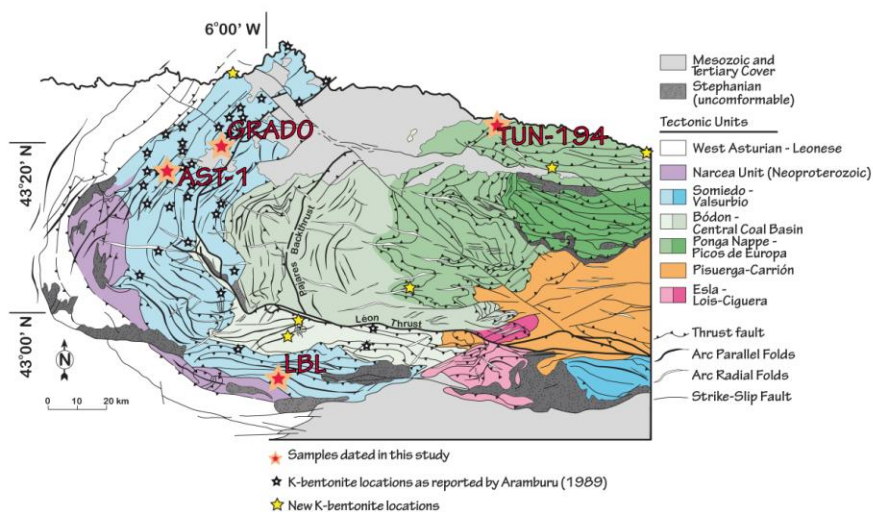 6°00' W
Mesozoic and
Tertiary Cover
Stephanian
(uncomformable)
Tectonic Units
West Asturian - Leonese
Narcea Unit (Neoproterozoic)
Somiedo -
Valsurbio
Bódon -
Central Coal Basin
Ponga Nappe -
Picos de Europa
Pisuerga-Carrión
Esla -
Lois-Ciguera
Thrust fault
Arc Parallel Folds
Arc Radial Folds
Strike-Slip Fault
GRADO
TUN-194
43°20' N
AST-1
Pajares Backthrust
Léon Thrust
43°00' N
N
LBL
0 10 20 km
Samples dated in this study
K-bentonite locations as reported by Aramburu (1989)
New K-bentonite locations